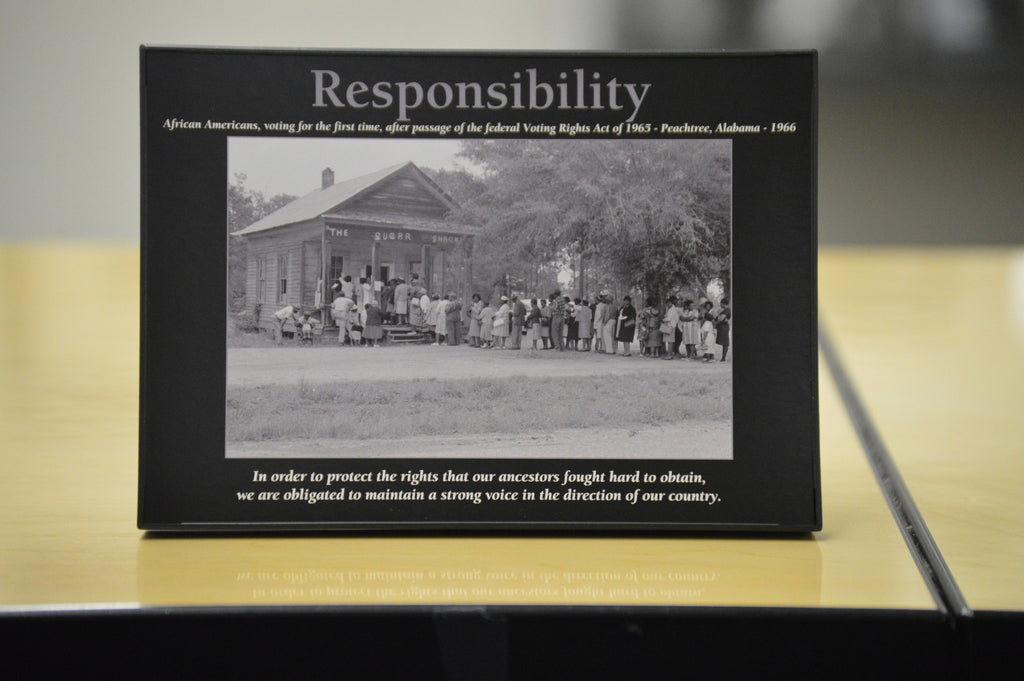 Responsibility
African Americans, voting for the first time, after passage of the federal Voting Rights Act of 1965 - Peachtree, Alabama - 1966
THE SUGAR SHACK
In order to protect the rights that our ancestors fought hard to obtain,
we are obligated to maintain a strong voice in the direction of our country.